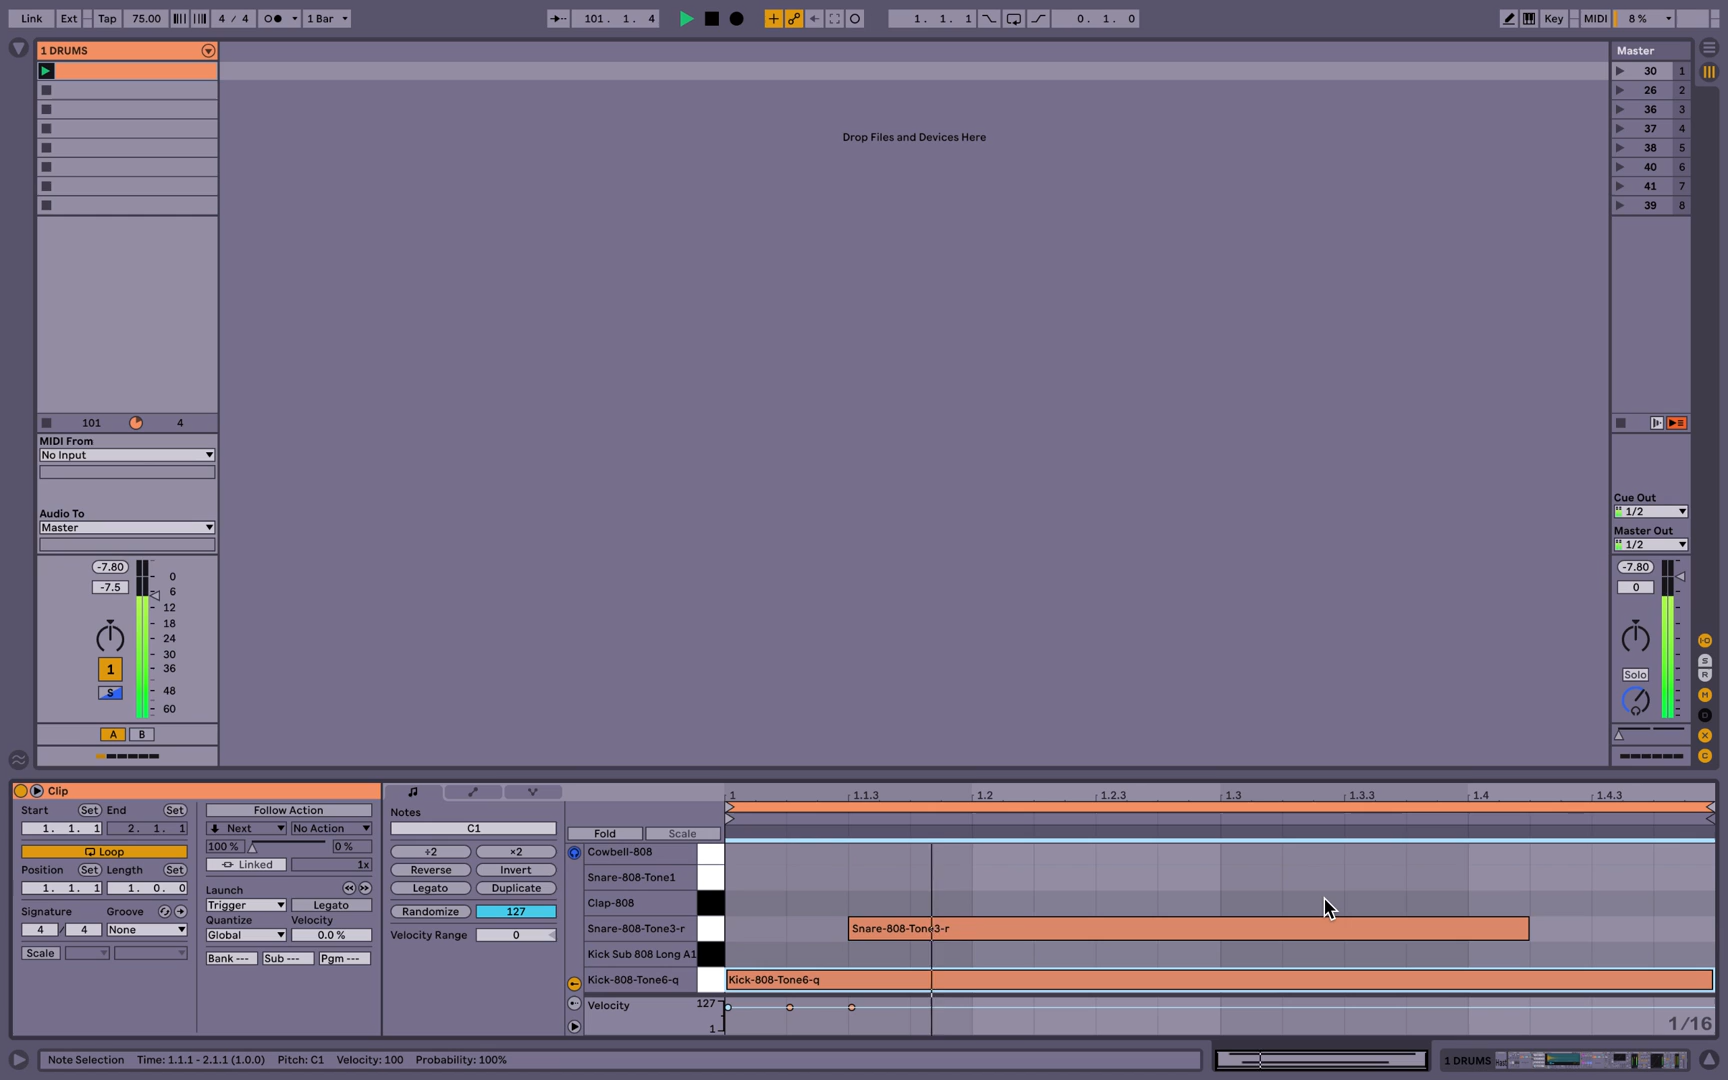 Link Ext Tap 75.00 4 / 4 1 Bar 101. 1. 4 1. 1. 1 0. 1. 0 Key MIDI 8 %
1 DRUMS
Master
30 1
26 2
36 3
37 4
38 5
40 6
41 7
39 8
Drop Files and Devices Here
101 4
MIDI From
No Input
Audio To
Master
Cue Out
1/2
Master Out
1/2
-7.80
-7.5
0
6
12
18
24
30
36
48
60
1
S
A B
-7.80
0
Solo
I·O
S
R
M
D
X
C
Clip
Start Set End Set
1. 1. 1 2. 1. 1
Loop
Position Set Length Set
1. 1. 1 1. 0. 0
Signature Groove
4 / 4 None
Scale
Follow Action
Next No Action
100 % 0 %
Linked 1x
Launch
Trigger Legato
Quantize Velocity
Global 0.0 %
Bank --- Sub --- Pgm ---
Notes
C1
÷2 ×2
Reverse Invert
Legato Duplicate
Randomize 127
Velocity Range 0
Fold Scale
1 1.1.3 1.2 1.2.3 1.3 1.3.3 1.4 1.4.3
Cowbell-808
Snare-808-Tone1
Clap-808
Snare-808-Tone3-r Snare-808-Tone3-r
Kick Sub 808 Long A1
Kick-808-Tone6-q Kick-808-Tone6-q
Velocity 127
1
1/16
Note Selection Time: 1.1.1 - 2.1.1 (1.0.0) Pitch: C1 Velocity: 100 Probability: 100%
1 DRUMS